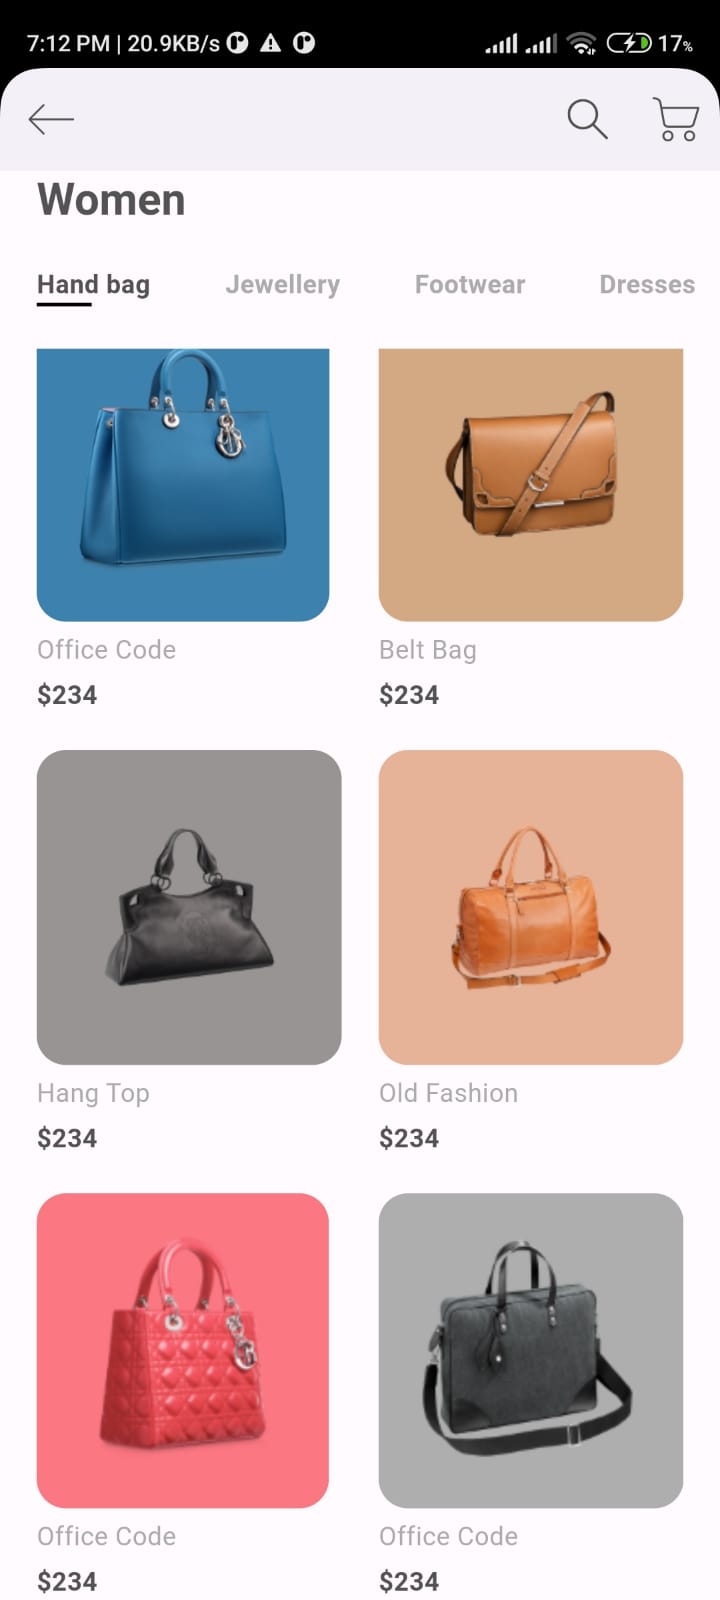 7:12 PM | 20.9KB/s 17%
Women
Hand bag Jewellery Footwear Dresses
Office Code Belt Bag
$234 $234
Hang Top Old Fashion
$234 $234
Office Code Office Code
$234 $234